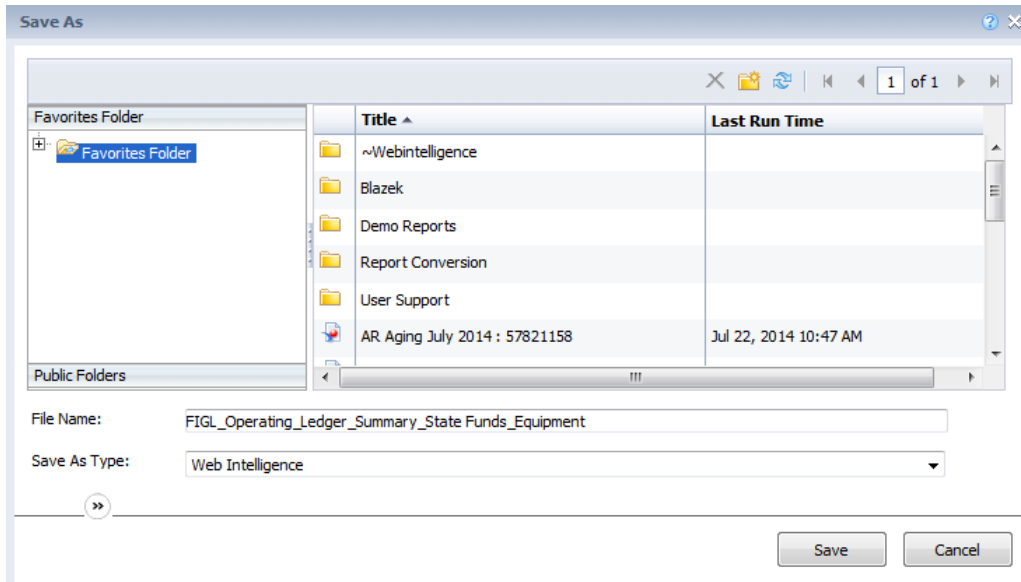 Save As
1 of 1
Favorites Folder
Favorites Folder
Title Last Run Time
~Webintelligence
Blazek
Demo Reports
Report Conversion
User Support
AR Aging July 2014 : 57821158 Jul 22, 2014 10:47 AM
Public Folders
File Name: FIGL_Operating_Ledger_Summary_State Funds_Equipment
Save As Type: Web Intelligence
Save Cancel